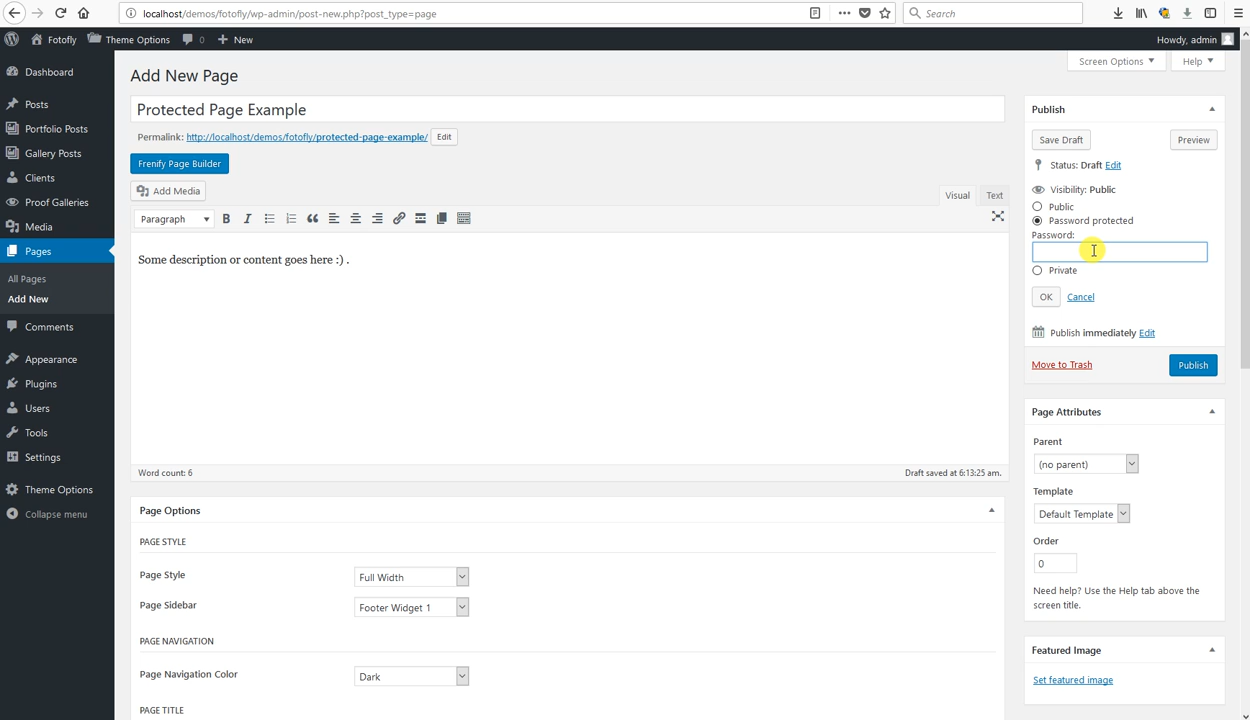 localhost/demos/fotofly/wp-admin/post-new.php?post_type=page
Search
Fotofly
Theme Options
0
New
Howdy, admin
Dashboard
Posts
Portfolio Posts
Gallery Posts
Clients
Proof Galleries
Media
Pages
All Pages
Add New
Comments
Appearance
Plugins
Users
Tools
Settings
Theme Options
Collapse menu
Screen Options
Help
Add New Page
Protected Page Example
Permalink: http://localhost/demos/fotofly/protected-page-example/ Edit
Frenify Page Builder
Add Media
Visual Text
Paragraph B I
Some description or content goes here :) .
Word count: 6
Draft saved at 6:13:25 am.
Page Options
PAGE STYLE
Page Style Full Width
Page Sidebar Footer Widget 1
PAGE NAVIGATION
Page Navigation Color Dark
PAGE TITLE
Publish
Save Draft Preview
Status: Draft Edit
Visibility: Public
Public
Password protected
Password:
Private
OK Cancel
Publish immediately Edit
Move to Trash Publish
Page Attributes
Parent
(no parent)
Template
Default Template
Order
0
Need help? Use the Help tab above the
screen title.
Featured Image
Set featured image